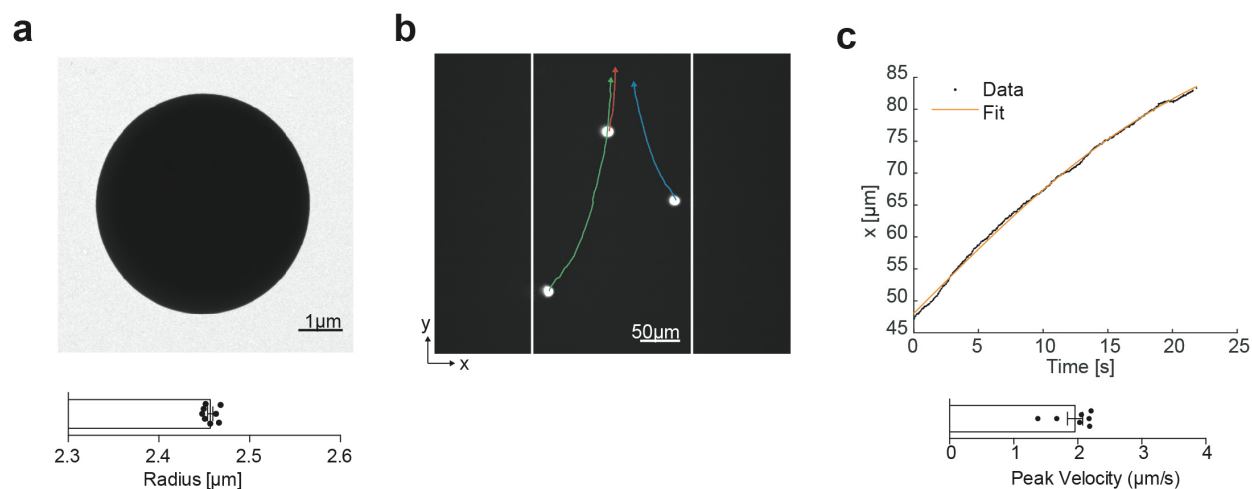 a
1µm
2.3 2.4 2.5 2.6
Radius [µm]
b
50µm
y
x
c
85
80
75
70
65
60
55
50
45
x [µm]
Data
Fit
0 5 10 15 20 25
Time [s]
0 1 2 3 4
Peak Velocity (µm/s)